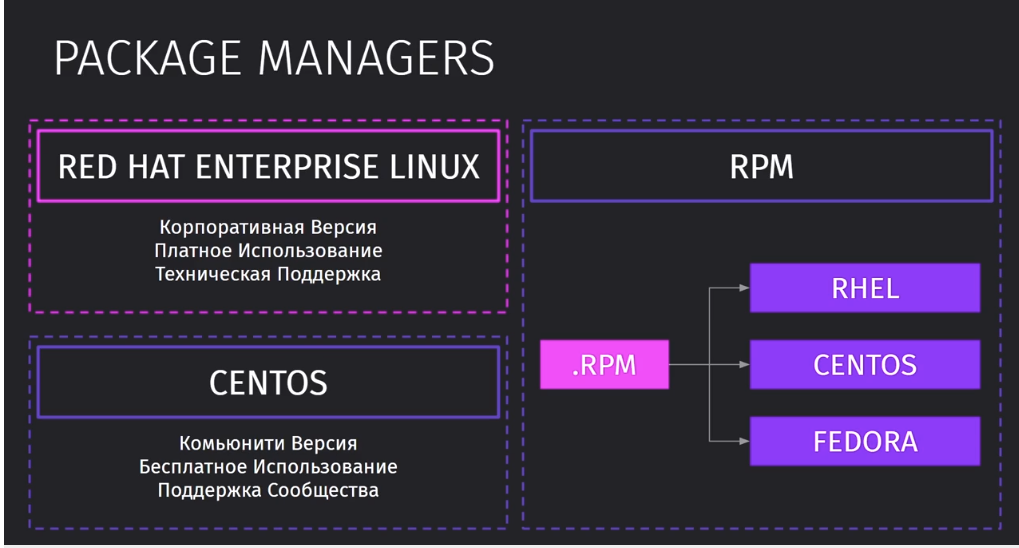 PACKAGE MANAGERS
RED HAT ENTERPRISE LINUX
Корпоративная Версия
Платное Использование
Техническая Поддержка
CENTOS
Комьюнити Версия
Бесплатное Использование
Поддержка Сообщества
RPM
.RPM
RHEL
CENTOS
FEDORA